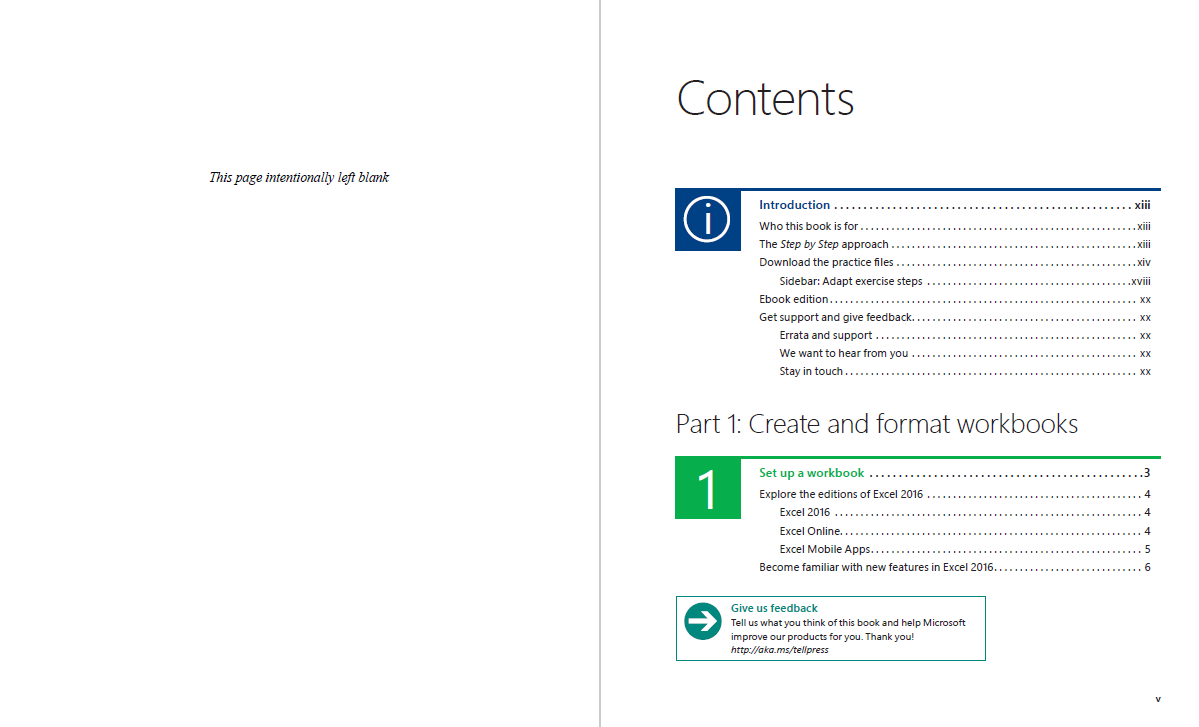 This page intentionally left blank
Contents
i
Introduction . . . . . . . . . . . . . . . . . . . . . . . . . . . . . . . . . . . . . . . . . . . . . . . . . . . xiii
Who this book is for . . . . . . . . . . . . . . . . . . . . . . . . . . . . . . . . . . . . . . . . . . . . . . . . . . . . . . xiii
The Step by Step approach . . . . . . . . . . . . . . . . . . . . . . . . . . . . . . . . . . . . . . . . . . . . . . . . xiii
Download the practice files . . . . . . . . . . . . . . . . . . . . . . . . . . . . . . . . . . . . . . . . . . . . . . . xiv
Sidebar: Adapt exercise steps . . . . . . . . . . . . . . . . . . . . . . . . . . . . . . . . . . . . . . . . xviii
Ebook edition . . . . . . . . . . . . . . . . . . . . . . . . . . . . . . . . . . . . . . . . . . . . . . . . . . . . . . . . . . . . xx
Get support and give feedback. . . . . . . . . . . . . . . . . . . . . . . . . . . . . . . . . . . . . . . . . . . . xx
Errata and support . . . . . . . . . . . . . . . . . . . . . . . . . . . . . . . . . . . . . . . . . . . . . . . . . . . xx
We want to hear from you . . . . . . . . . . . . . . . . . . . . . . . . . . . . . . . . . . . . . . . . . . . . xx
Stay in touch . . . . . . . . . . . . . . . . . . . . . . . . . . . . . . . . . . . . . . . . . . . . . . . . . . . . . . . . . xx
Part 1: Create and format workbooks
1
Set up a workbook . . . . . . . . . . . . . . . . . . . . . . . . . . . . . . . . . . . . . . . . . . . . . . .3
Explore the editions of Excel 2016 . . . . . . . . . . . . . . . . . . . . . . . . . . . . . . . . . . . . . . . . . . 4
Excel 2016 . . . . . . . . . . . . . . . . . . . . . . . . . . . . . . . . . . . . . . . . . . . . . . . . . . . . . . . . . . . . 4
Excel Online. . . . . . . . . . . . . . . . . . . . . . . . . . . . . . . . . . . . . . . . . . . . . . . . . . . . . . . . . . . 4
Excel Mobile Apps. . . . . . . . . . . . . . . . . . . . . . . . . . . . . . . . . . . . . . . . . . . . . . . . . . . . . 5
Become familiar with new features in Excel 2016. . . . . . . . . . . . . . . . . . . . . . . . . . . . . 6
Give us feedback
Tell us what you think of this book and help Microsoft
improve our products for you. Thank you!
http://aka.ms/tellpress
v